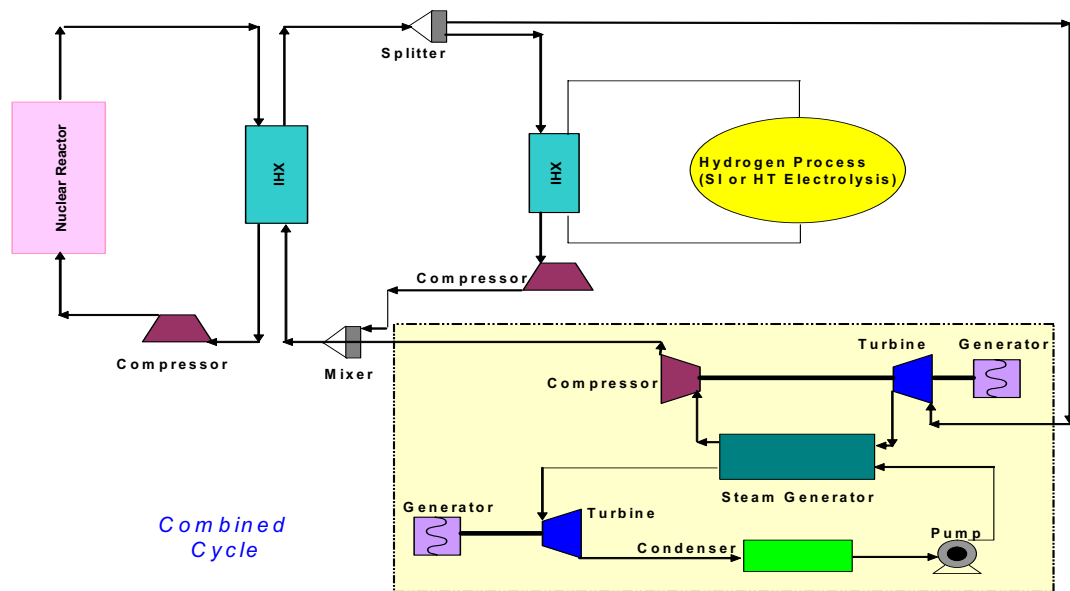 Splitter
Nuclear Reactor
IHX
IHX
Hydrogen Process
(SI or HT Electrolysis)
Compressor
Compressor
Mixer
Turbine
Generator
Compressor
Steam Generator
Generator
Turbine
Condenser
Pump
Combined
Cycle